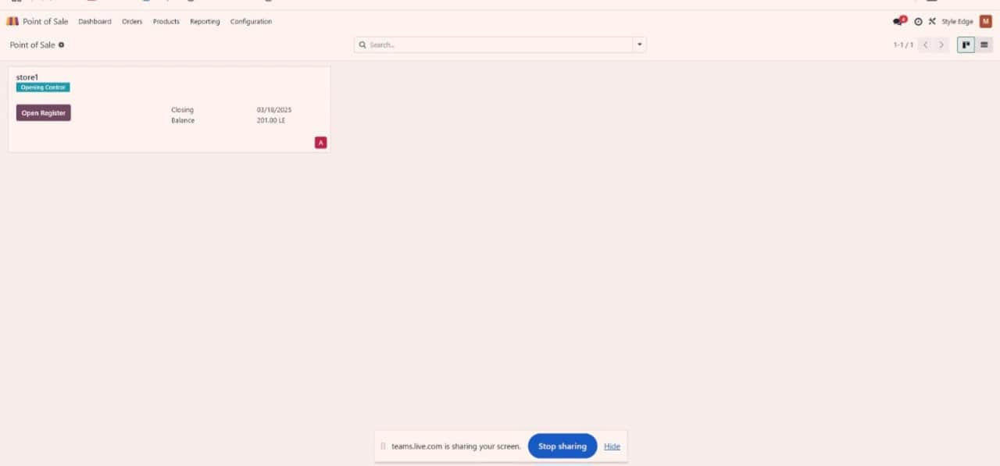 Point of Sale Dashboard Orders Products Reporting Configuration 4 Style Edge M
Point of Sale Search... 1-1 / 1
store1
Opening Control
Open Register Closing 03/18/2025
Balance 201.00 LE
A
teams.live.com is sharing your screen. Stop sharing Hide